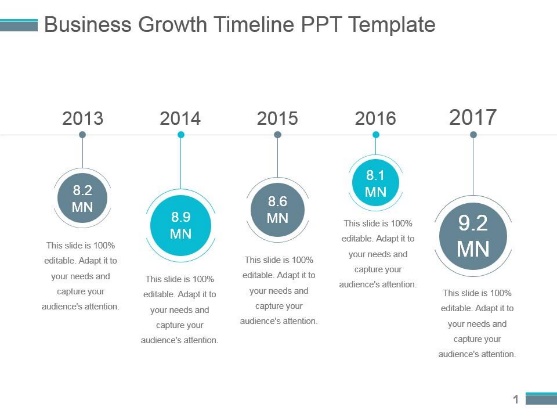 Business Growth Timeline PPT Template
2013
8.2
MN
This slide is 100%
editable. Adapt it to
your needs and
capture your
audience's attention.
2014
8.9
MN
This slide is 100%
editable. Adapt it to
your needs and
capture your
audience's attention.
2015
8.6
MN
This slide is 100%
editable. Adapt it to
your needs and
capture your
audience's attention.
2016
8.1
MN
This slide is 100%
editable. Adapt it to
your needs and
capture your
audience's attention.
2017
9.2
MN
This slide is 100%
editable. Adapt it to
your needs and
capture your
audience's attention.
1